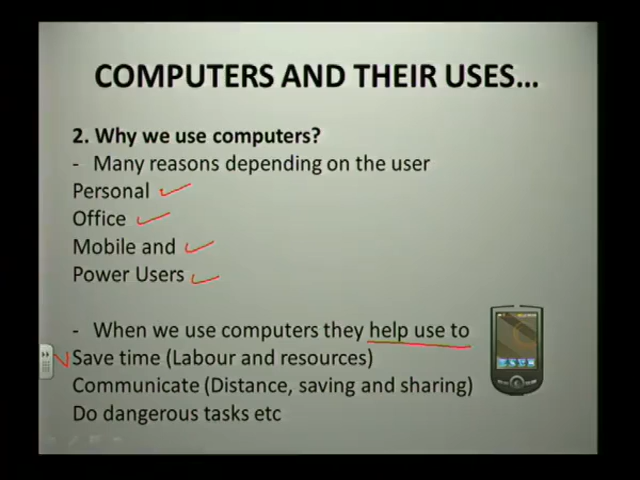 COMPUTERS AND THEIR USES...
2. Why we use computers?
- Many reasons depending on the user
Personal
Office
Mobile and
Power Users
- When we use computers they help use to
Save time (Labour and resources)
Communicate (Distance, saving and sharing)
Do dangerous tasks etc